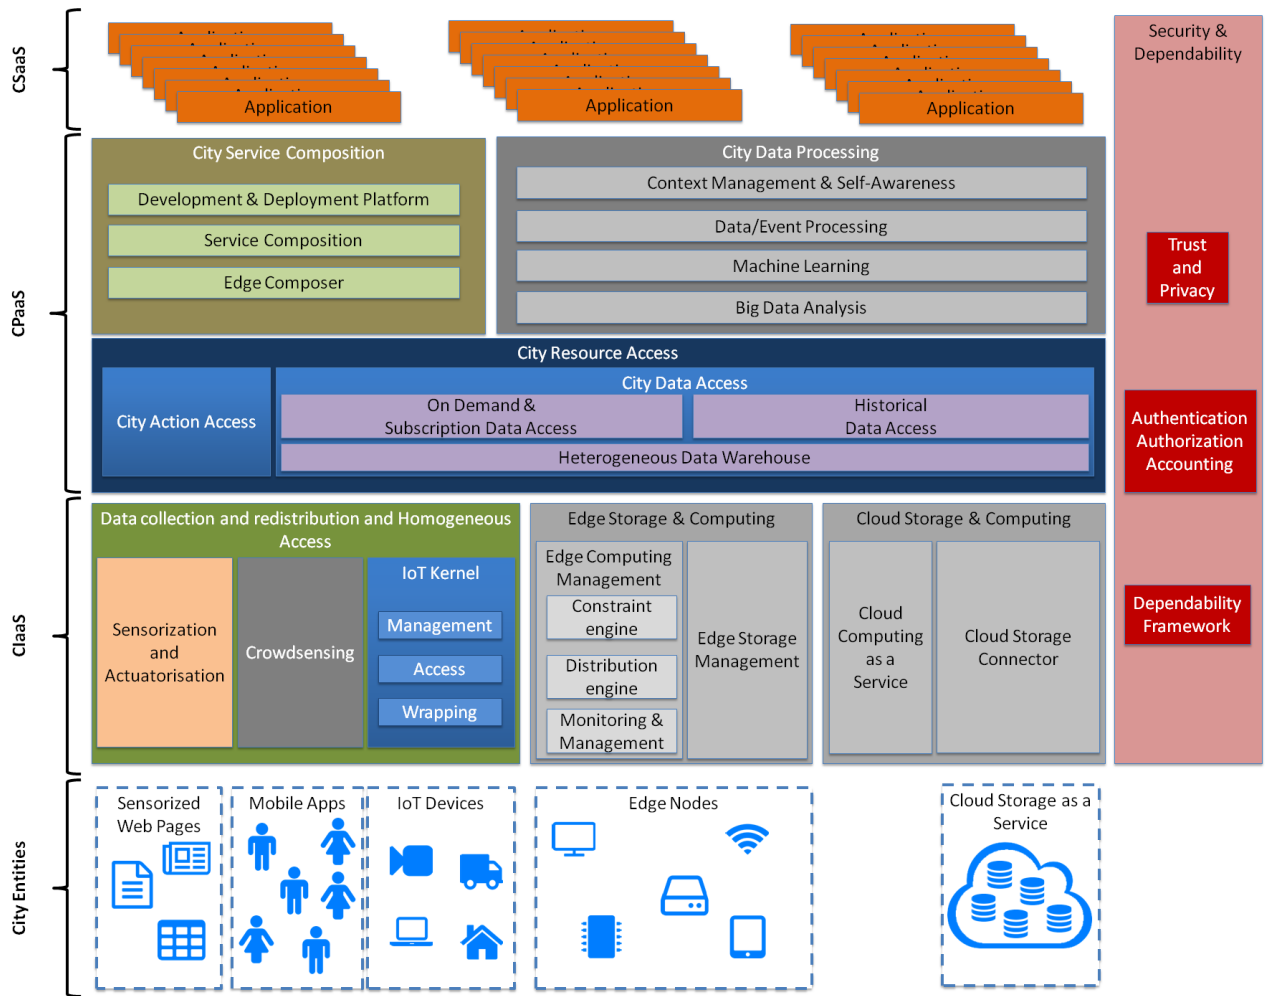 CSaaS
Application
Application
Application
Security &
Dependability
CPaaS
City Service Composition
Development & Deployment Platform
Service Composition
Edge Composer
City Data Processing
Context Management & Self-Awareness
Data/Event Processing
Machine Learning
Big Data Analysis
Trust
and
Privacy
City Resource Access
City Action Access
City Data Access
On Demand &
Subscription Data Access
Historical
Data Access
Heterogeneous Data Warehouse
Authentication
Authorization
Accounting
CIaaS
Data collection and redistribution and Homogeneous
Access
Sensorization
and
Actuatorisation
Crowdsensing
IoT Kernel
Management
Access
Wrapping
Edge Storage & Computing
Edge Computing
Management
Constraint
engine
Distribution
engine
Monitoring &
Management
Edge Storage
Management
Cloud Storage & Computing
Cloud
Computing
as a
Service
Cloud Storage
Connector
Dependability
Framework
City Entities
Sensorized
Web Pages
Mobile Apps
IoT Devices
Edge Nodes
Cloud Storage as a
Service